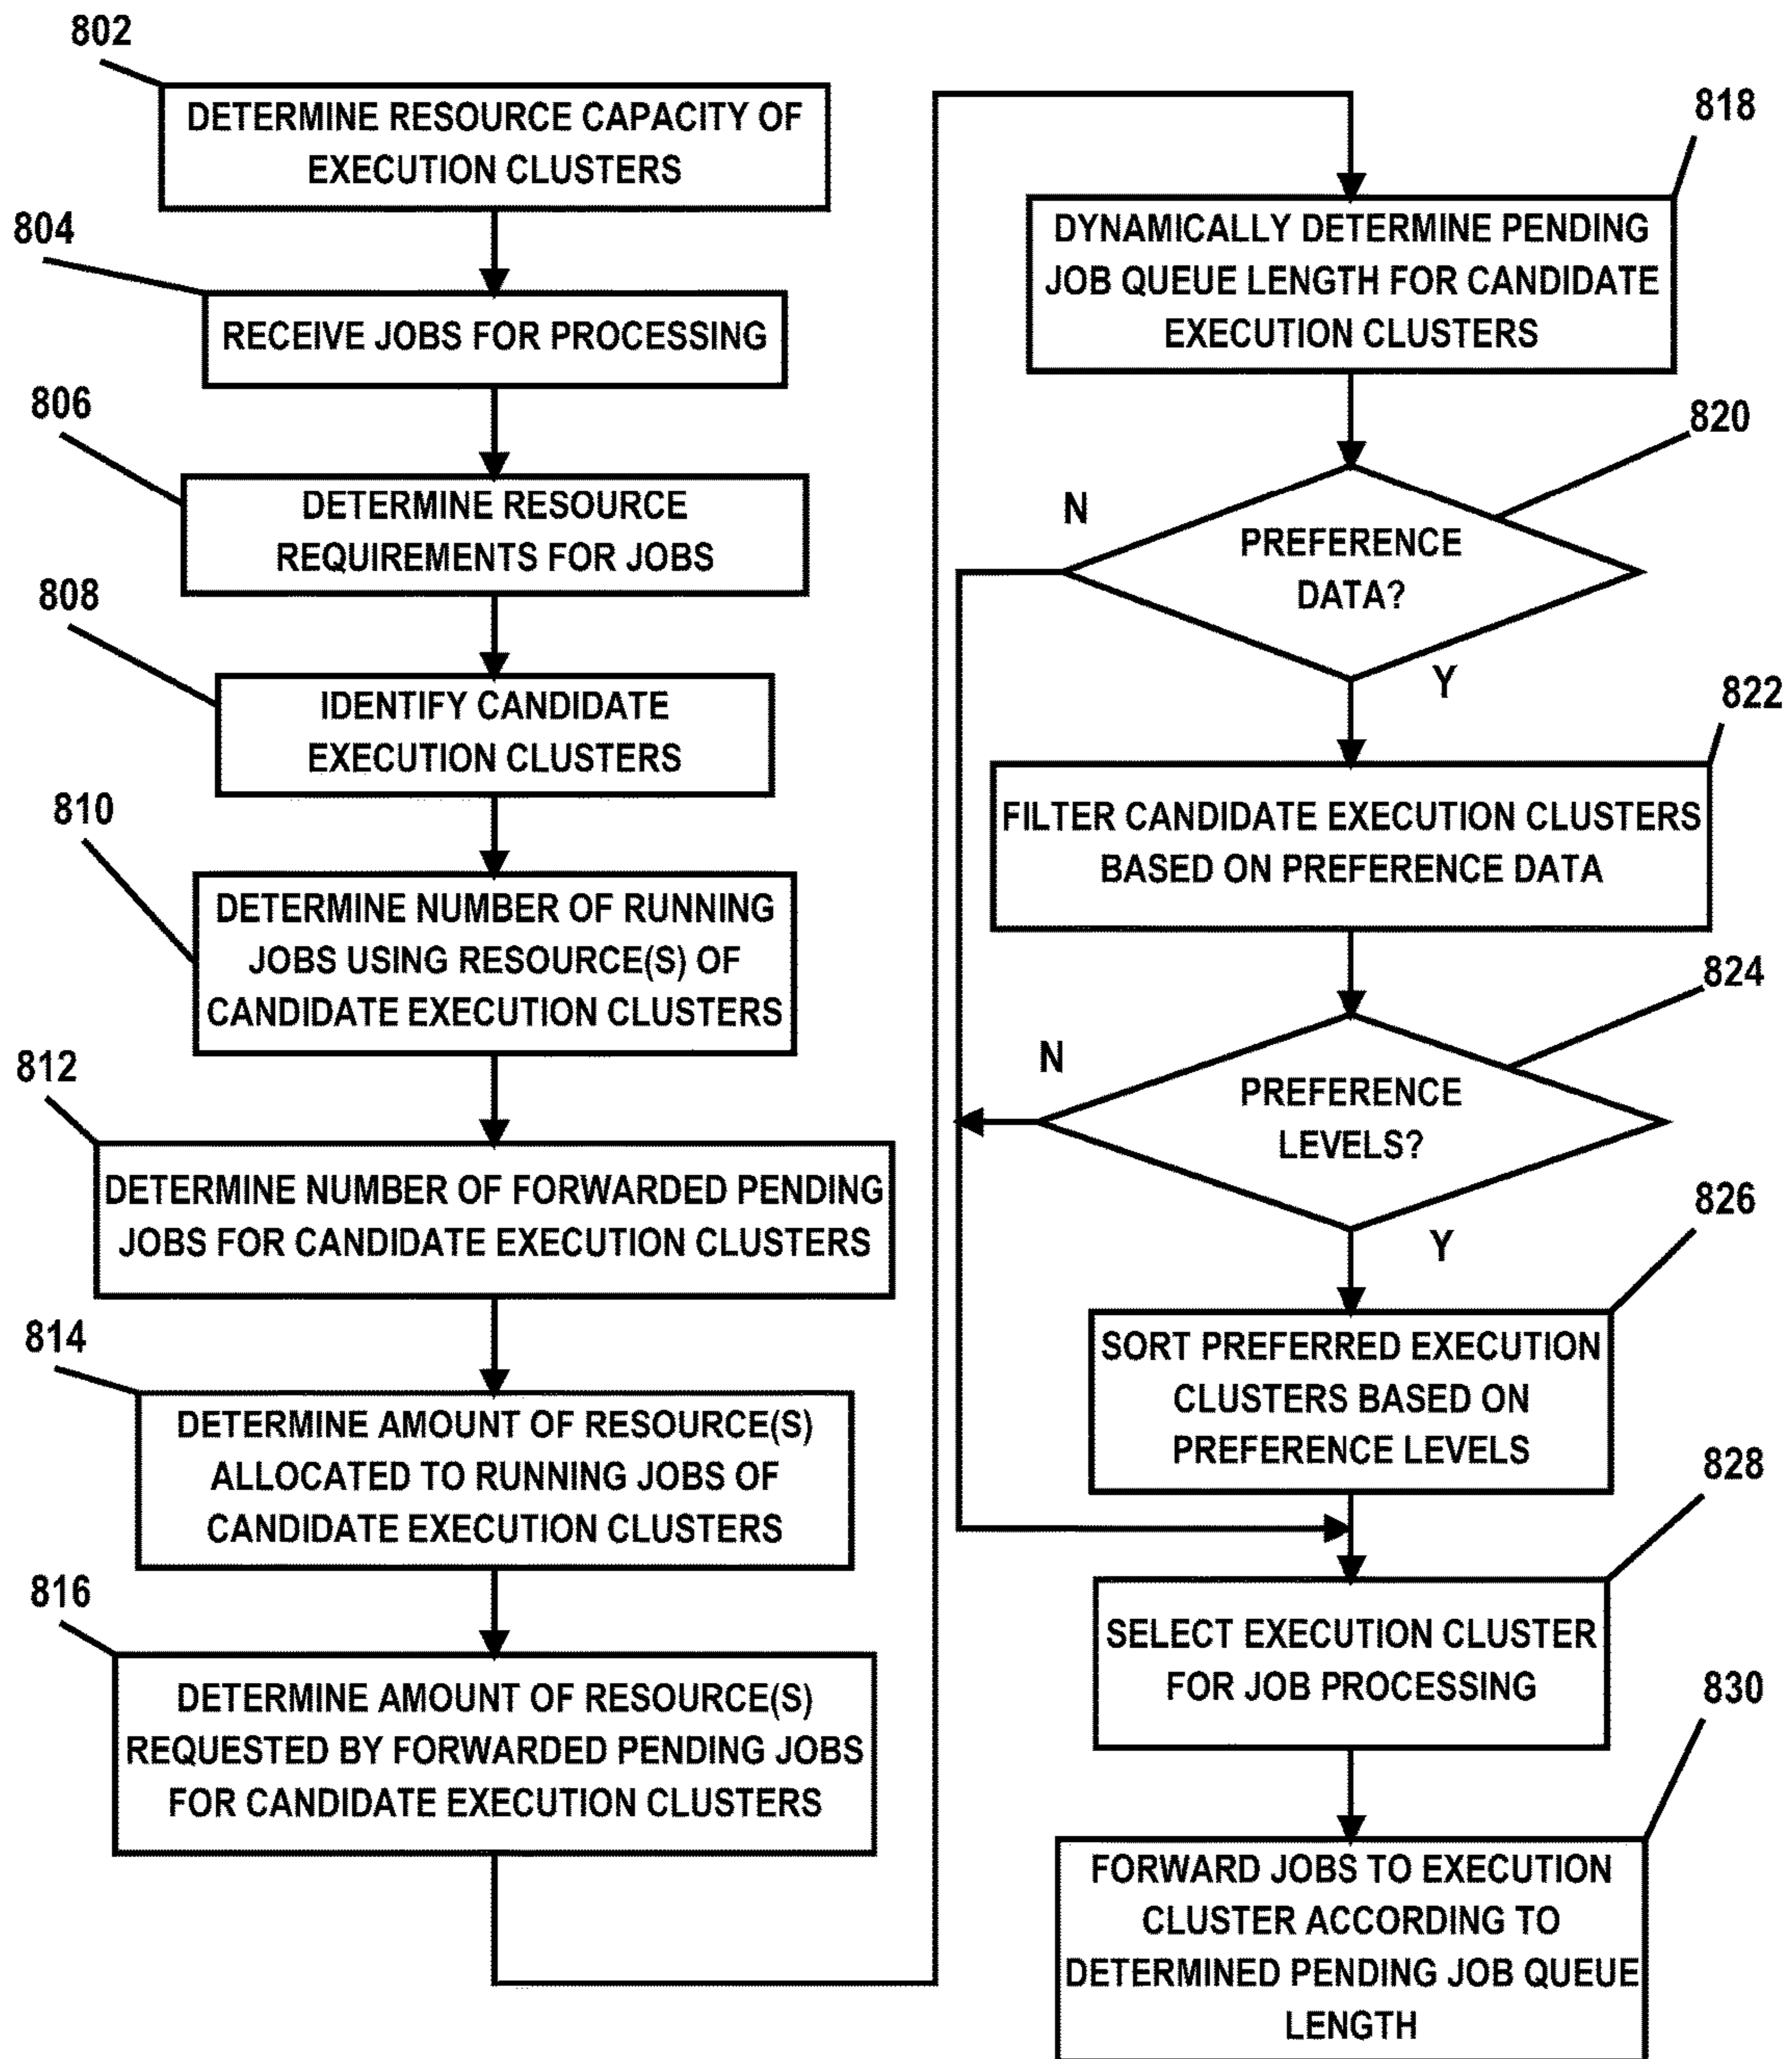 802
DETERMINE RESOURCE CAPACITY OF
EXECUTION CLUSTERS
804
RECEIVE JOBS FOR PROCESSING
806
DETERMINE RESOURCE
REQUIREMENTS FOR JOBS
808
IDENTIFY CANDIDATE
EXECUTION CLUSTERS
810
DETERMINE NUMBER OF RUNNING
JOBS USING RESOURCE(S) OF
CANDIDATE EXECUTION CLUSTERS
812
DETERMINE NUMBER OF FORWARDED PENDING
JOBS FOR CANDIDATE EXECUTION CLUSTERS
814
DETERMINE AMOUNT OF RESOURCE(S)
ALLOCATED TO RUNNING JOBS OF
CANDIDATE EXECUTION CLUSTERS
816
DETERMINE AMOUNT OF RESOURCE(S)
REQUESTED BY FORWARDED PENDING JOBS
FOR CANDIDATE EXECUTION CLUSTERS
818
DYNAMICALLY DETERMINE PENDING
JOB QUEUE LENGTH FOR CANDIDATE
EXECUTION CLUSTERS
820
N
PREFERENCE
DATA?
Y
822
FILTER CANDIDATE EXECUTION CLUSTERS
BASED ON PREFERENCE DATA
824
N
PREFERENCE
LEVELS?
Y
826
SORT PREFERRED EXECUTION
CLUSTERS BASED ON
PREFERENCE LEVELS
828
SELECT EXECUTION CLUSTER
FOR JOB PROCESSING
830
FORWARD JOBS TO EXECUTION
CLUSTER ACCORDING TO
DETERMINED PENDING JOB QUEUE
LENGTH